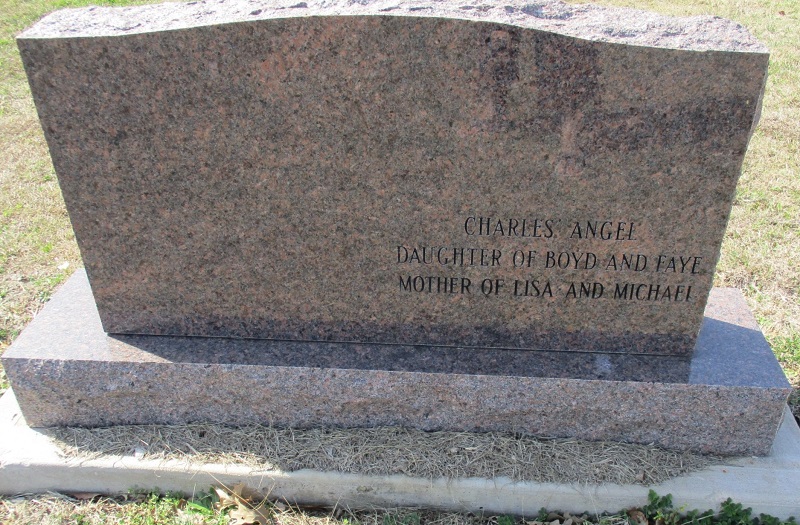 CHARLES' ANGEL
DAUGHTER OF BOYD AND FAYE
MOTHER OF LISA AND MICHAEL